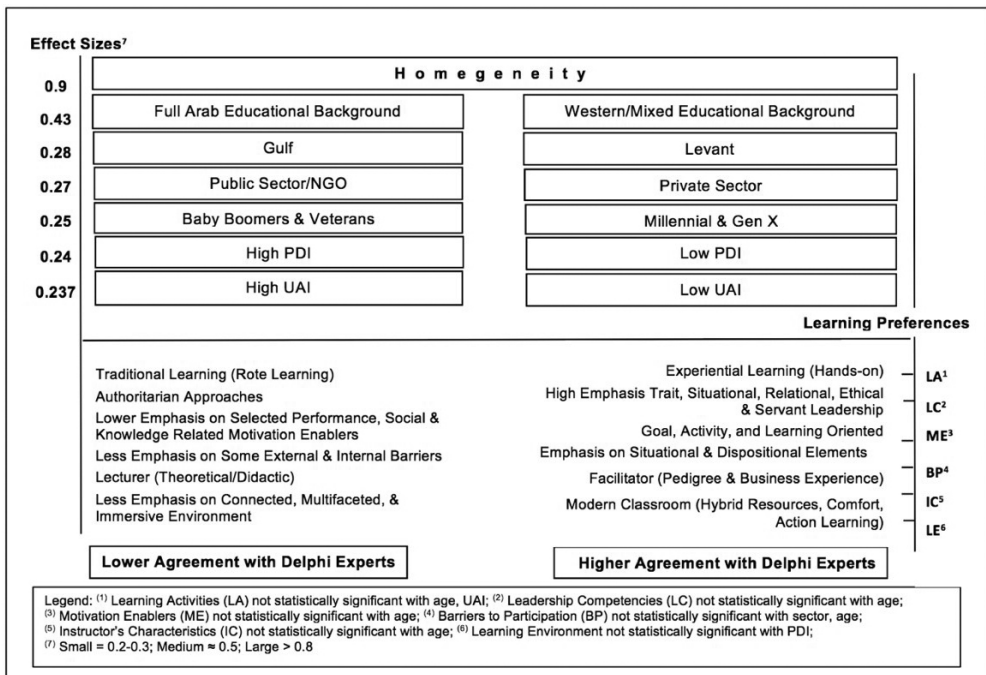 Effect Sizes⁷
H o m e g e n e i t y
0.9
Full Arab Educational Background
Western/Mixed Educational Background
0.43
Gulf
Levant
0.28
Public Sector/NGO
Private Sector
0.27
Baby Boomers & Veterans
Millennial & Gen X
0.25
High PDI
Low PDI
0.24
High UAI
Low UAI
0.237
Learning Preferences
Traditional Learning (Rote Learning)
Authoritarian Approaches
Lower Emphasis on Selected Performance, Social &
Knowledge Related Motivation Enablers
Less Emphasis on Some External & Internal Barriers
Lecturer (Theoretical/Didactic)
Less Emphasis on Connected, Multifaceted, &
Immersive Environment
Experiential Learning (Hands-on)
High Emphasis Trait, Situational, Relational, Ethical
& Servant Leadership
Goal, Activity, and Learning Oriented
Emphasis on Situational & Dispositional Elements
Facilitator (Pedigree & Business Experience)
Modern Classroom (Hybrid Resources, Comfort,
Action Learning)
LA¹
LC²
ME³
BP⁴
IC⁵
LE⁶
Lower Agreement with Delphi Experts
Higher Agreement with Delphi Experts
Legend: ⁽¹⁾ Learning Activities (LA) not statistically significant with age, UAI; ⁽²⁾ Leadership Competencies (LC) not statistically significant with age;
⁽³⁾ Motivation Enablers (ME) not statistically significant with age; ⁽⁴⁾ Barriers to Participation (BP) not statistically significant with sector, age;
⁽⁵⁾ Instructor's Characteristics (IC) not statistically significant with age; ⁽⁶⁾ Learning Environment not statistically significant with PDI;
⁽⁷⁾ Small = 0.2-0.3; Medium ≈ 0.5; Large > 0.8